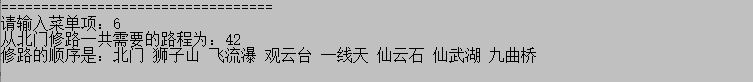 ==================================
请输入菜单项：6
从北门修路一共需要的路程为：42
修路的顺序是：北门 狮子山 飞流瀑 观云台 一线天 仙云石 仙武湖 九曲桥